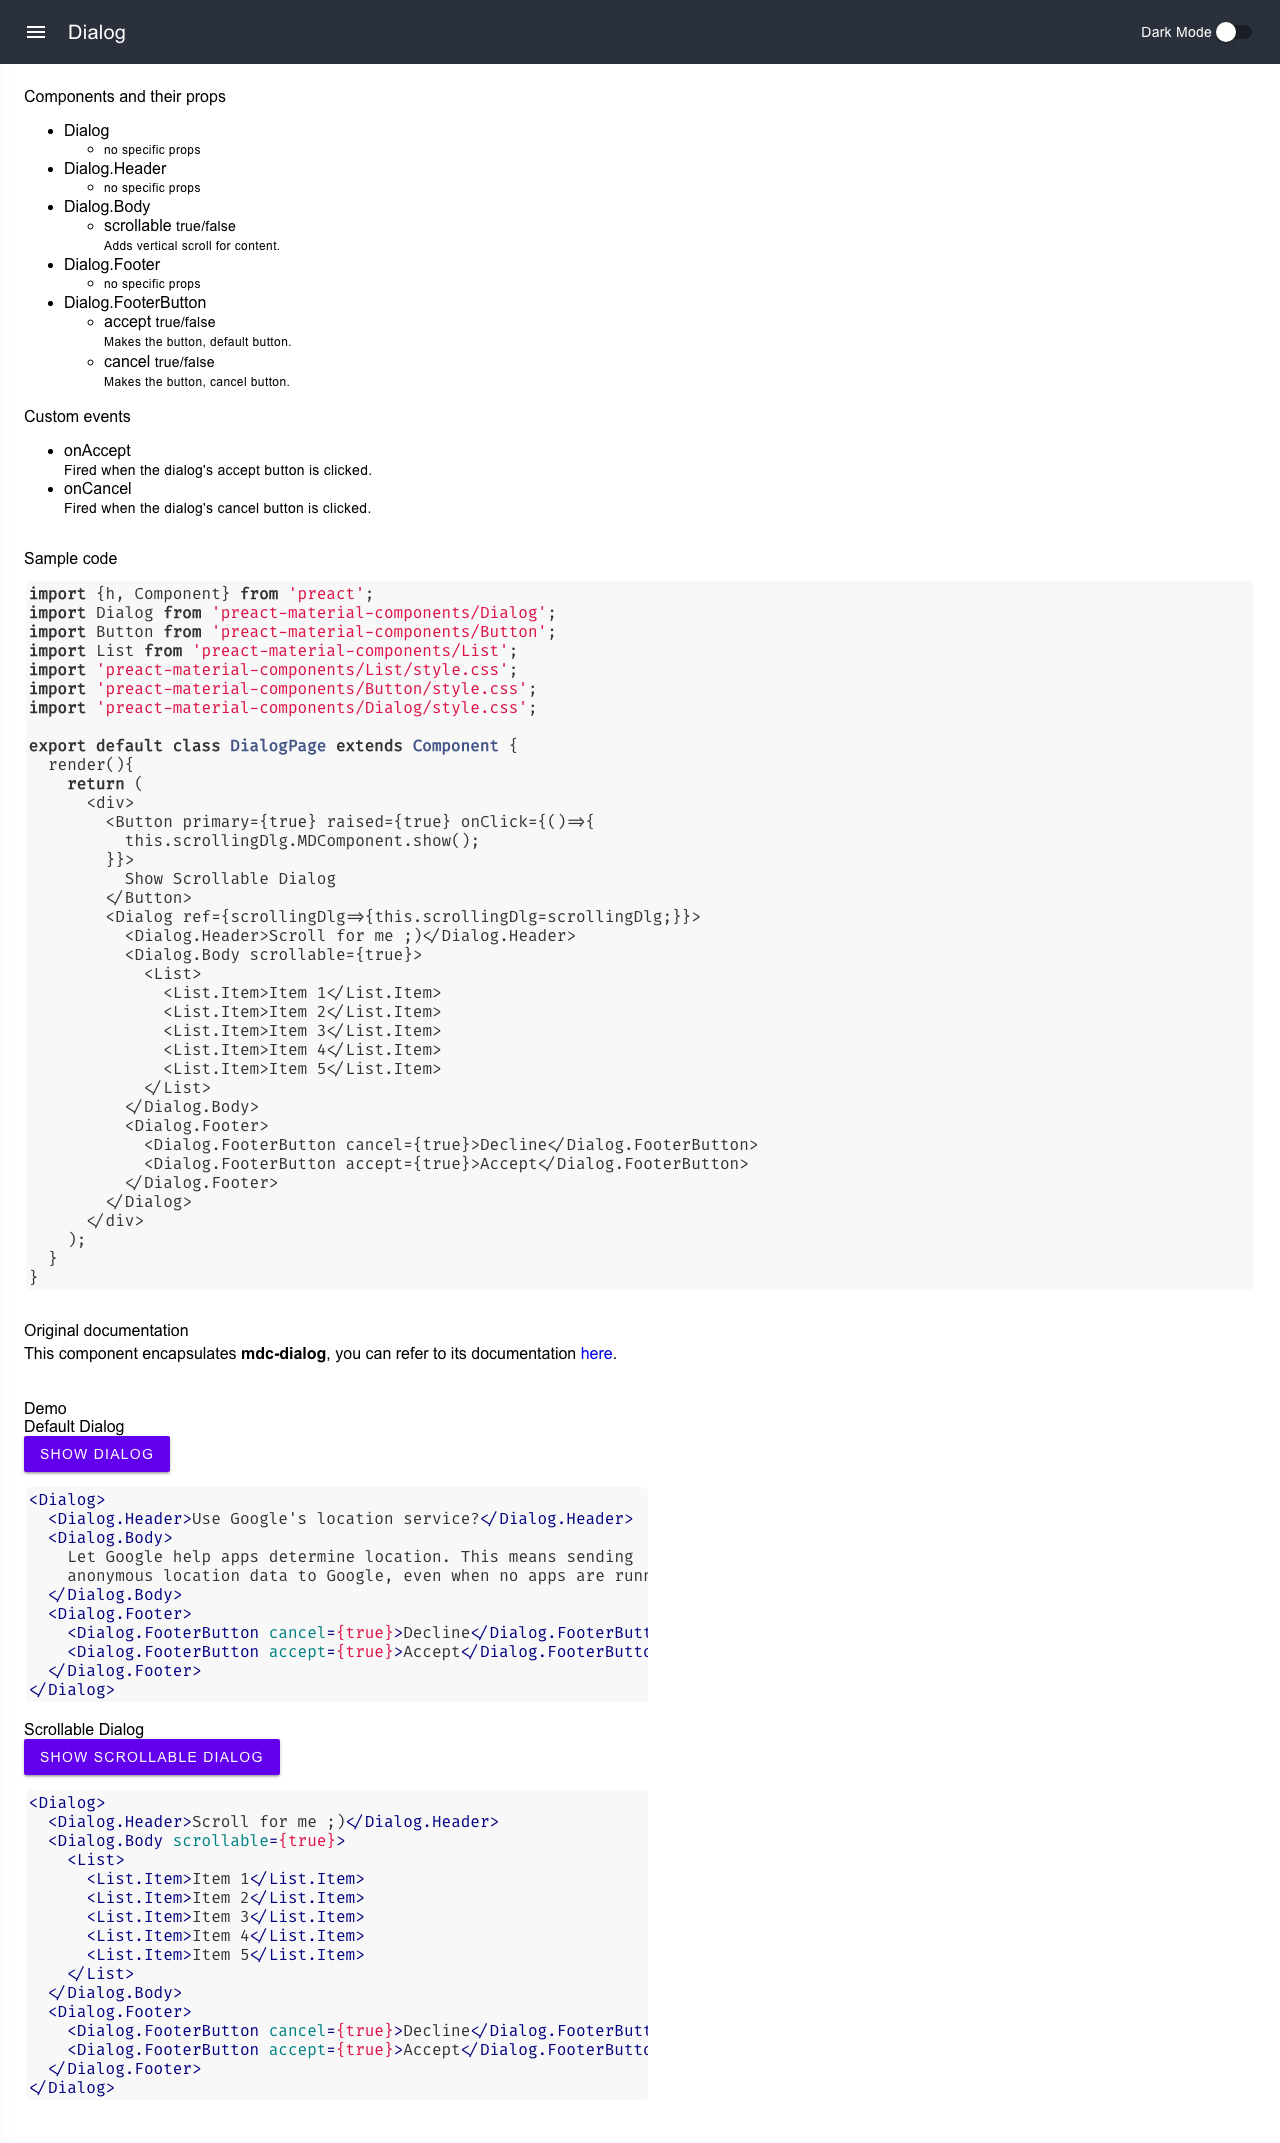 Dialog
Dark Mode
Components and their props
Dialog
no specific props
Dialog.Header
no specific props
Dialog.Body
scrollable true/false
Adds vertical scroll for content.
Dialog.Footer
no specific props
Dialog.FooterButton
accept true/false
Makes the button, default button.
cancel true/false
Makes the button, cancel button.
Custom events
onAccept
Fired when the dialog's accept button is clicked.
onCancel
Fired when the dialog's cancel button is clicked.
Sample code
import {h, Component} from 'preact';
import Dialog from 'preact-material-components/Dialog';
import Button from 'preact-material-components/Button';
import List from 'preact-material-components/List';
import 'preact-material-components/List/style.css';
import 'preact-material-components/Button/style.css';
import 'preact-material-components/Dialog/style.css';
export default class DialogPage extends Component {
render(){
return (
<div>
<Button primary={true} raised={true} onClick={()=>{
this.scrollingDlg.MDComponent.show();
}}>
Show Scrollable Dialog
</Button>
<Dialog ref={scrollingDlg=>{this.scrollingDlg=scrollingDlg;}}>
<Dialog.Header>Scroll for me ;)</Dialog.Header>
<Dialog.Body scrollable={true}>
<List>
<List.Item>Item 1</List.Item>
<List.Item>Item 2</List.Item>
<List.Item>Item 3</List.Item>
<List.Item>Item 4</List.Item>
<List.Item>Item 5</List.Item>
</List>
</Dialog.Body>
<Dialog.Footer>
<Dialog.FooterButton cancel={true}>Decline</Dialog.FooterButton>
<Dialog.FooterButton accept={true}>Accept</Dialog.FooterButton>
</Dialog.Footer>
</Dialog>
</div>
);
}
}
Original documentation
This component encapsulates mdc-dialog, you can refer to its documentation here.
Demo
Default Dialog
SHOW DIALOG
<Dialog>
<Dialog.Header>Use Google's location service?</Dialog.Header>
<Dialog.Body>
Let Google help apps determine location. This means sending
anonymous location data to Google, even when no apps are runn
</Dialog.Body>
<Dialog.Footer>
<Dialog.FooterButton cancel={true}>Decline</Dialog.FooterButt
<Dialog.FooterButton accept={true}>Accept</Dialog.FooterButto
</Dialog.Footer>
</Dialog>
Scrollable Dialog
SHOW SCROLLABLE DIALOG
<Dialog>
<Dialog.Header>Scroll for me ;)</Dialog.Header>
<Dialog.Body scrollable={true}>
<List>
<List.Item>Item 1</List.Item>
<List.Item>Item 2</List.Item>
<List.Item>Item 3</List.Item>
<List.Item>Item 4</List.Item>
<List.Item>Item 5</List.Item>
</List>
</Dialog.Body>
<Dialog.Footer>
<Dialog.FooterButton cancel={true}>Decline</Dialog.FooterButt
<Dialog.FooterButton accept={true}>Accept</Dialog.FooterButto
</Dialog.Footer>
</Dialog>